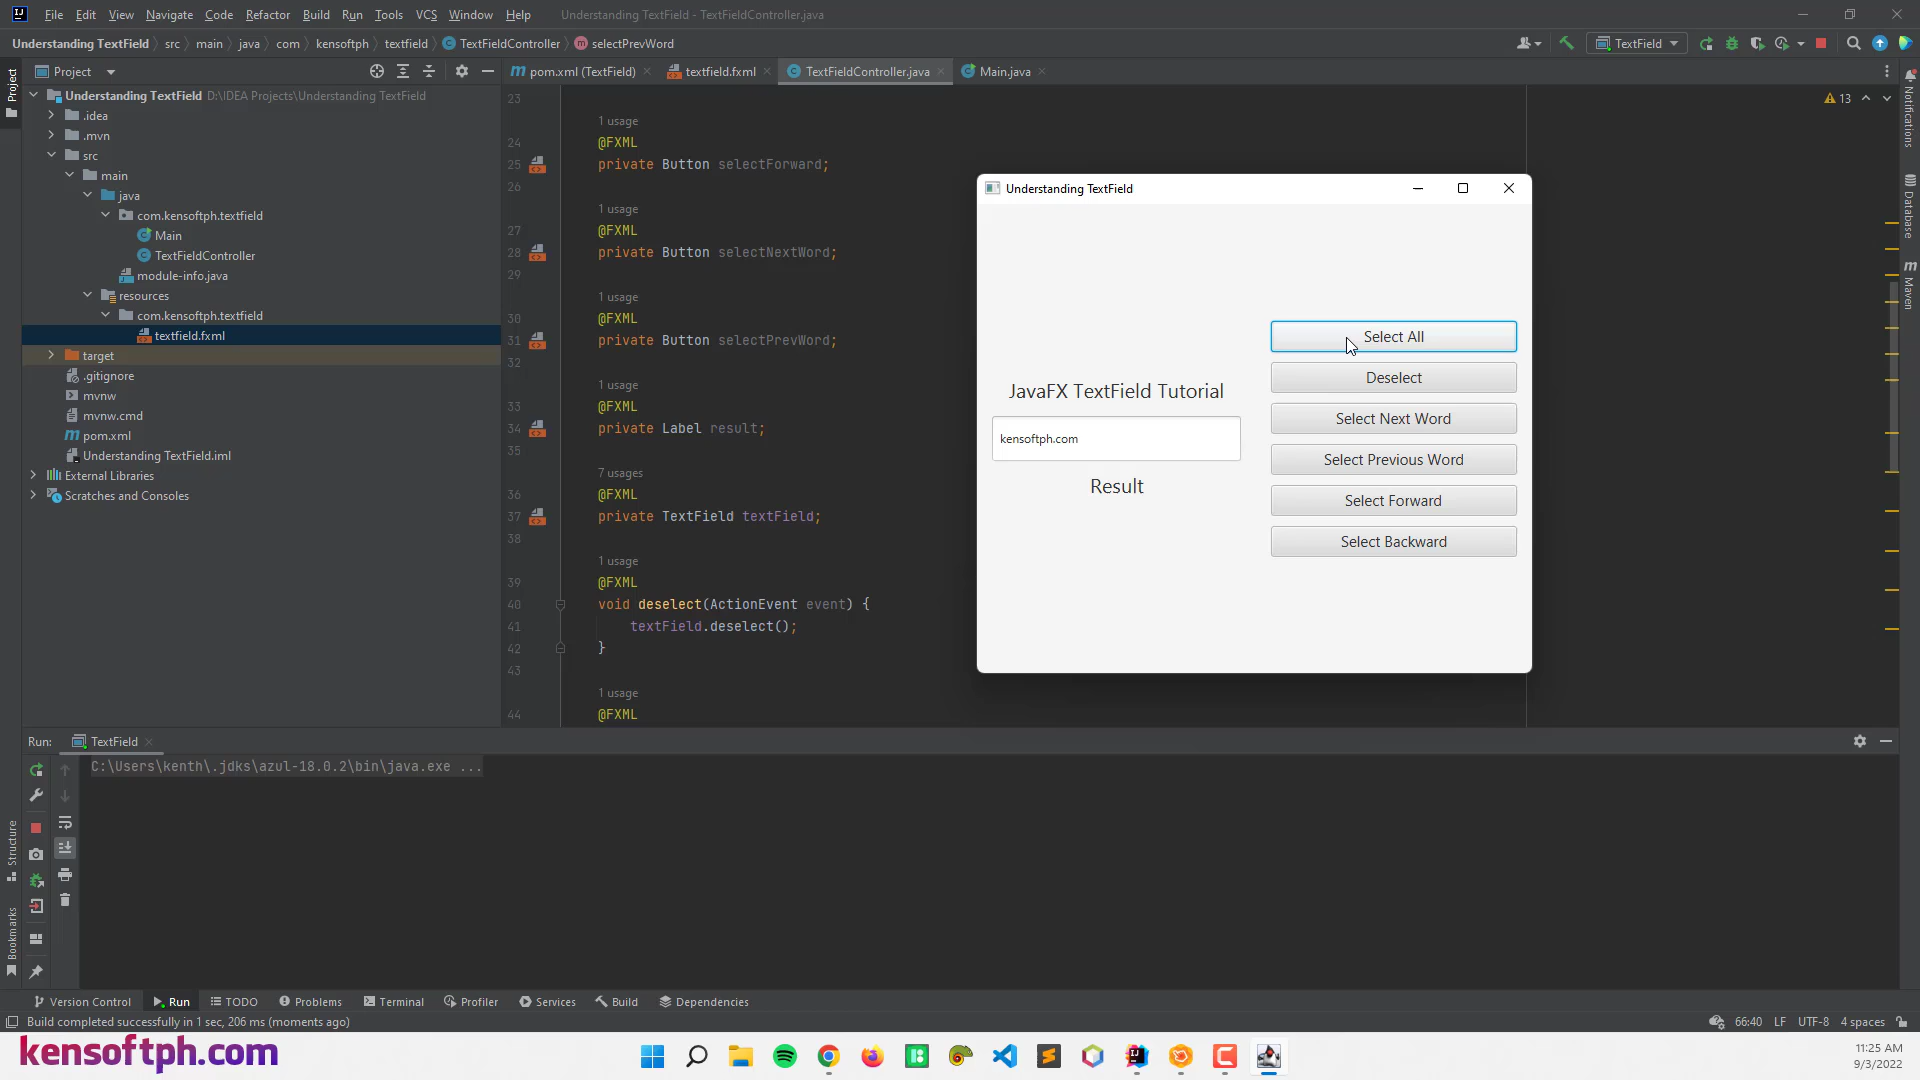 File Edit View Navigate Code Refactor Build Run Tools VCS Window Help Understanding TextField - TextFieldController.java
Understanding TextField src main java com kensoftph textfield TextFieldController selectPrevWord TextField
Project
pom.xml (TextField) textfield.fxml TextFieldController.java Main.java
Understanding TextField D:\IDEA Projects\Understanding TextField
.idea
.mvn
src
main
java
com.kensoftph.textfield
Main
TextFieldController
module-info.java
resources
com.kensoftph.textfield
textfield.fxml
target
.gitignore
mvnw
mvnw.cmd
pom.xml
Understanding TextField.iml
External Libraries
Scratches and Consoles
Project
Structure
Bookmarks
23
1 usage
24 @FXML
25 private Button selectForward;
26
1 usage
27 @FXML
28 private Button selectNextWord;
29
1 usage
30 @FXML
31 private Button selectPrevWord;
32
1 usage
33 @FXML
34 private Label result;
35
7 usages
36 @FXML
37 private TextField textField;
38
1 usage
39 @FXML
40 void deselect(ActionEvent event) {
41 textField.deselect();
42 }
43
1 usage
44 @FXML
13
Notifications
Database
Maven
Understanding TextField
JavaFX TextField Tutorial
kensoftph.com
Result
Select All
Deselect
Select Next Word
Select Previous Word
Select Forward
Select Backward
Run: TextField
C:\Users\kenth\.jdks\azul-18.0.2\bin\java.exe ...
Version Control Run TODO Problems Terminal Profiler Services Build Dependencies
Build completed successfully in 1 sec, 206 ms (moments ago) 66:40 LF UTF-8 4 spaces
kensoftph.com
11:25 AM
9/3/2022